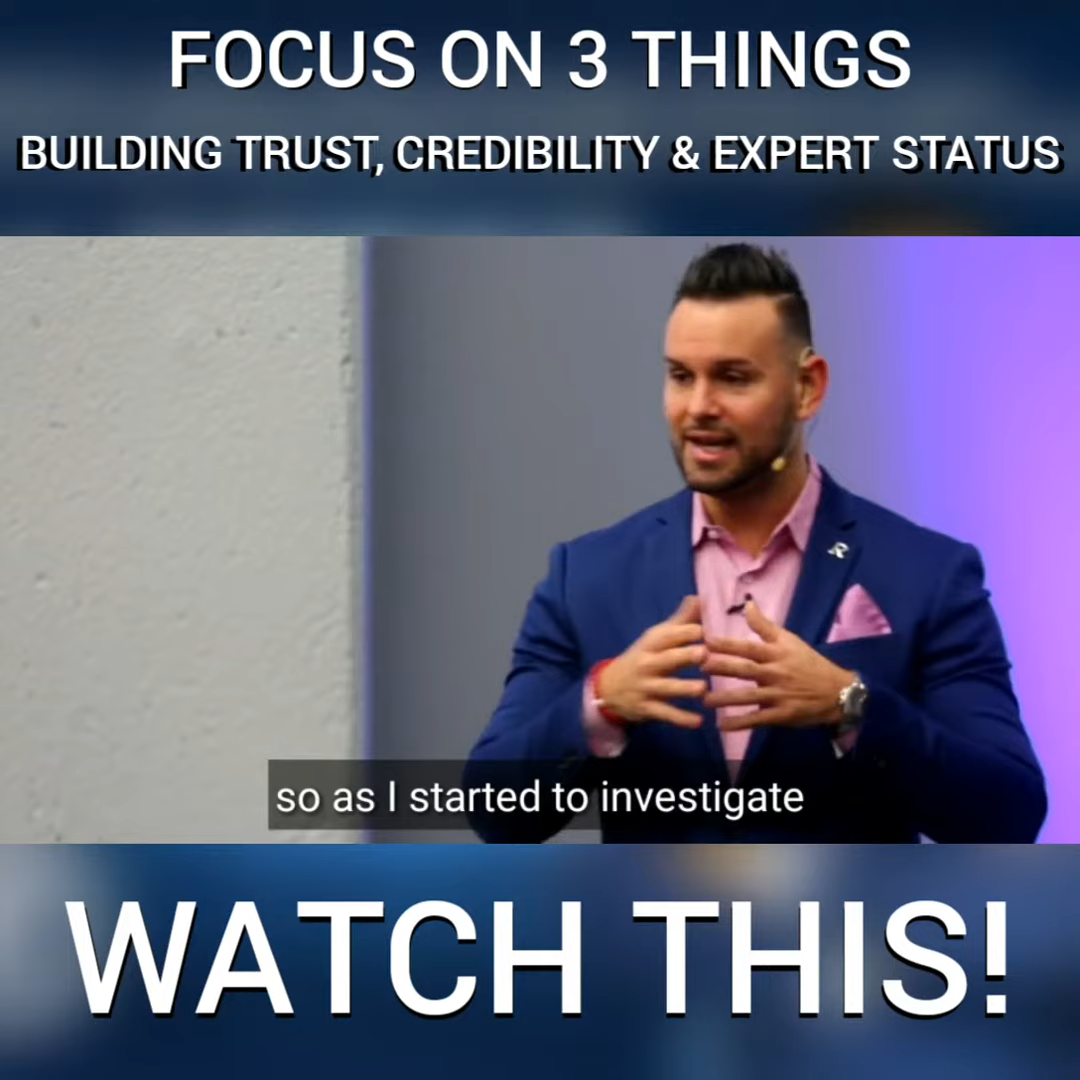 FOCUS ON 3 THINGS
BUILDING TRUST, CREDIBILITY & EXPERT STATUS
R
so as I started to investigate
WATCH THIS!